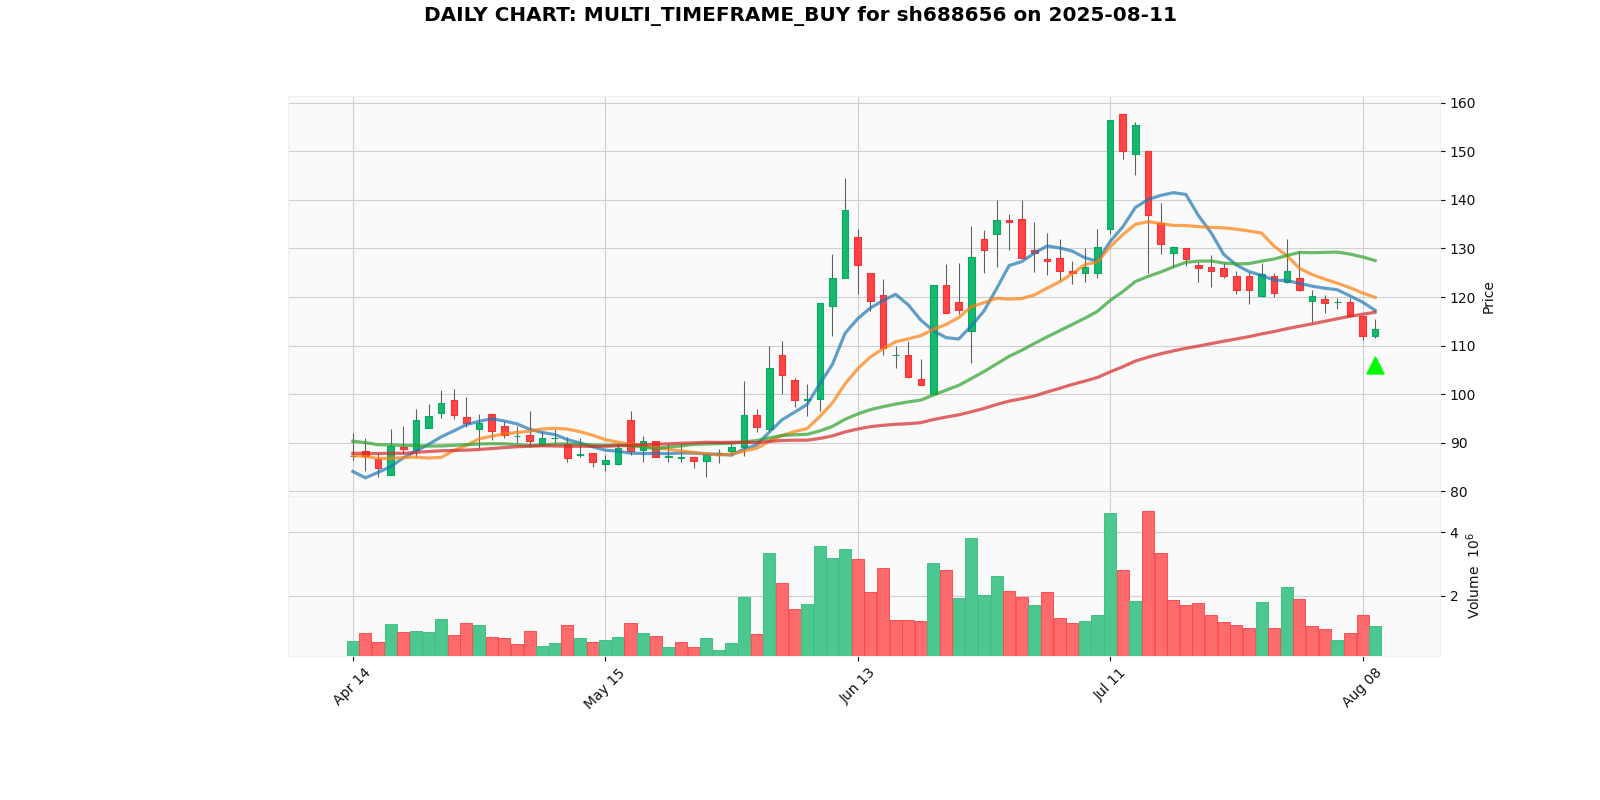 DAILY CHART: MULTI_TIMEFRAME_BUY for sh688656 on 2025-08-11
160
150
140
130
120
110
100
90
80
Price
4
2
Volume 10^6
Apr 14
May 15
Jun 13
Jul 11
Aug 08